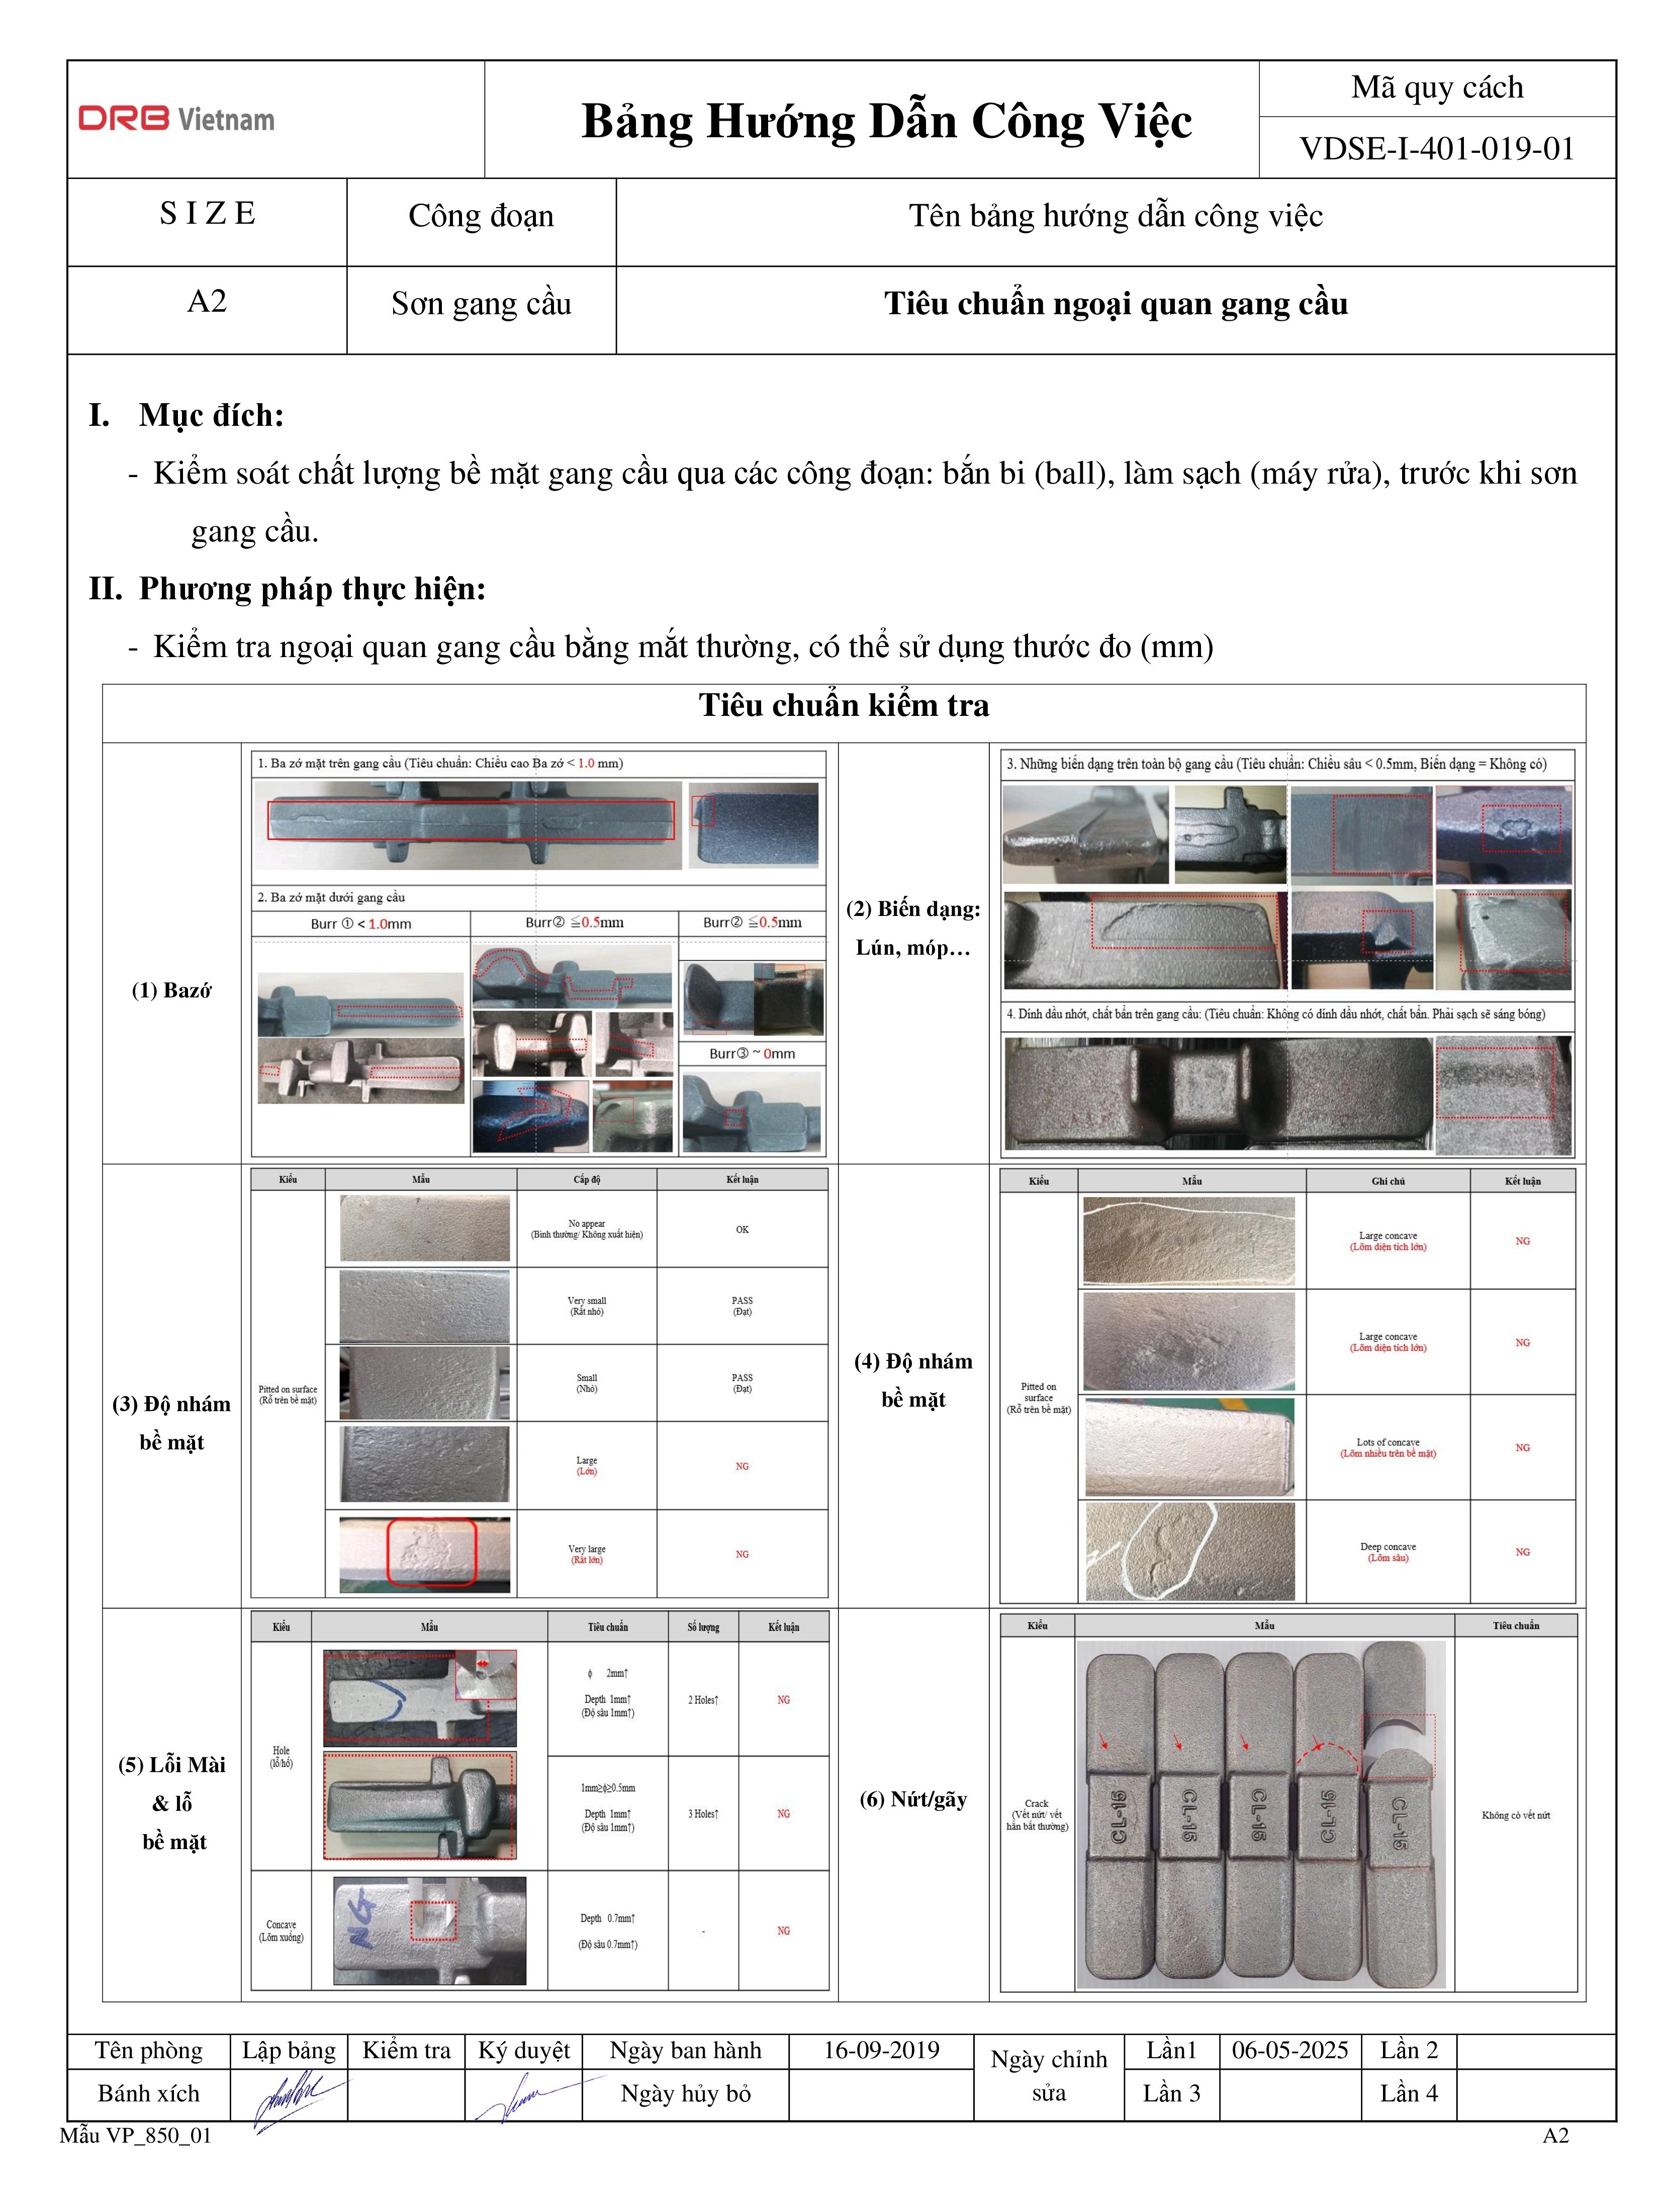 DRB Vietnam
Bảng Hướng Dẫn Công Việc
Mã quy cách
VDSE-I-401-019-01
S I Z E
Công đoạn
Tên bảng hướng dẫn công việc
A2
Sơn gang cầu
Tiêu chuẩn ngoại quan gang cầu
I. Mục đích:
- Kiểm soát chất lượng bề mặt gang cầu qua các công đoạn: bắn bi (ball), làm sạch (máy rửa), trước khi sơn
gang cầu.
II. Phương pháp thực hiện:
- Kiểm tra ngoại quan gang cầu bằng mắt thường, có thể sử dụng thước đo (mm)
Tiêu chuẩn kiểm tra
(1) Bazớ
1. Ba zớ mặt trên gang cầu (Tiêu chuẩn: Chiều cao Ba zớ < 1.0 mm)
2. Ba zớ mặt dưới gang cầu
Burr ① < 1.0mm
Burr② ≦0.5mm
Burr② ≦0.5mm
Burr③ ~ 0mm
(2) Biến dạng:
Lún, móp…
3. Những biến dạng trên toàn bộ gang cầu (Tiêu chuẩn: Chiều sâu < 0.5mm, Biến dạng = Không có)
4. Dính dầu nhớt, chất bẩn trên gang cầu: (Tiêu chuẩn: Không có dính dầu nhớt, chất bẩn. Phải sạch sẽ sáng bóng)
(3) Độ nhám
bề mặt
Kiểu
Mẫu
Cấp độ
Kết luận
Pitted on surface
(Rỗ trên bề mặt)
No appear
(Bình thường/ Không xuất hiện)
OK
Very small
(Rất nhỏ)
PASS
(Đạt)
Small
(Nhỏ)
PASS
(Đạt)
Large
(Lớn)
NG
Very large
(Rất lớn)
NG
(4) Độ nhám
bề mặt
Kiểu
Mẫu
Ghi chú
Kết luận
Pitted on
surface
(Rỗ trên bề mặt)
Large concave
(Lõm diện tích lớn)
NG
Large concave
(Lõm diện tích lớn)
NG
Lots of concave
(Lõm nhiều trên bề mặt)
NG
Deep concave
(Lõm sâu)
NG
(5) Lỗi Mài
& lỗ
bề mặt
Kiểu
Mẫu
Tiêu chuẩn
Số lượng
Kết luận
Hole
(lỗ/hố)
ϕ 2mm↑
Depth 1mm↑
(Độ sâu 1mm↑)
2 Holes↑
NG
1mm≥ϕ≥0.5mm
Depth 1mm↑
(Độ sâu 1mm↑)
3 Holes↑
NG
Concave
(Lõm xuống)
NG
Depth 0.7mm↑
(Độ sâu 0.7mm↑)
-
NG
(6) Nứt/gãy
Kiểu
Mẫu
Tiêu chuẩn
Crack
(Vết nứt/ vết
hằn bất thường)
CL-15
CL-15
CL-15
CL-15
CL-15
Không có vết nứt
Tên phòng
Lập bảng
Kiểm tra
Ký duyệt
Ngày ban hành
16-09-2019
Ngày chỉnh
sửa
Lần1
06-05-2025
Lần 2
Bánh xích
Ngày hủy bỏ
Lần 3
Lần 4
Mẫu VP_850_01
A2